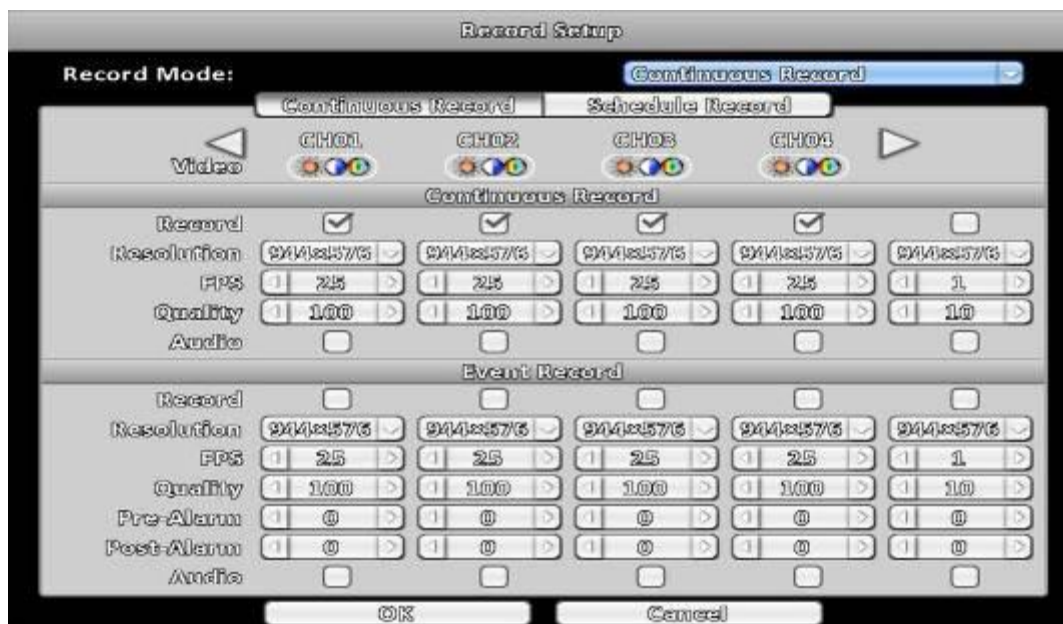 Record Setup
Record Mode: Continuous Record
Continuous Record Schedule Record
CH01 CH02 CH03 CH04
Video
Continuous Record
Record
Resolution 944x576 944x576 944x576 944x576 944x576
FPS 25 25 25 25 1
Quality 100 100 100 100 10
Audio
Event Record
Record
Resolution 944x576 944x576 944x576 944x576 944x576
FPS 25 25 25 25 1
Quality 100 100 100 100 10
Pre-Alarm 0 0 0 0 0
Post-Alarm 0 0 0 0 0
Audio
OK Cancel